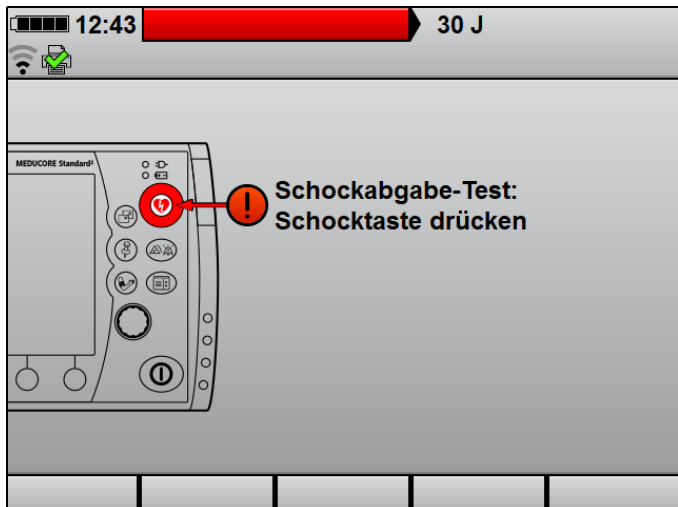 12:43
30 J
MEDUCORE Standard²
Schockabgabe-Test:
Schocktaste drücken